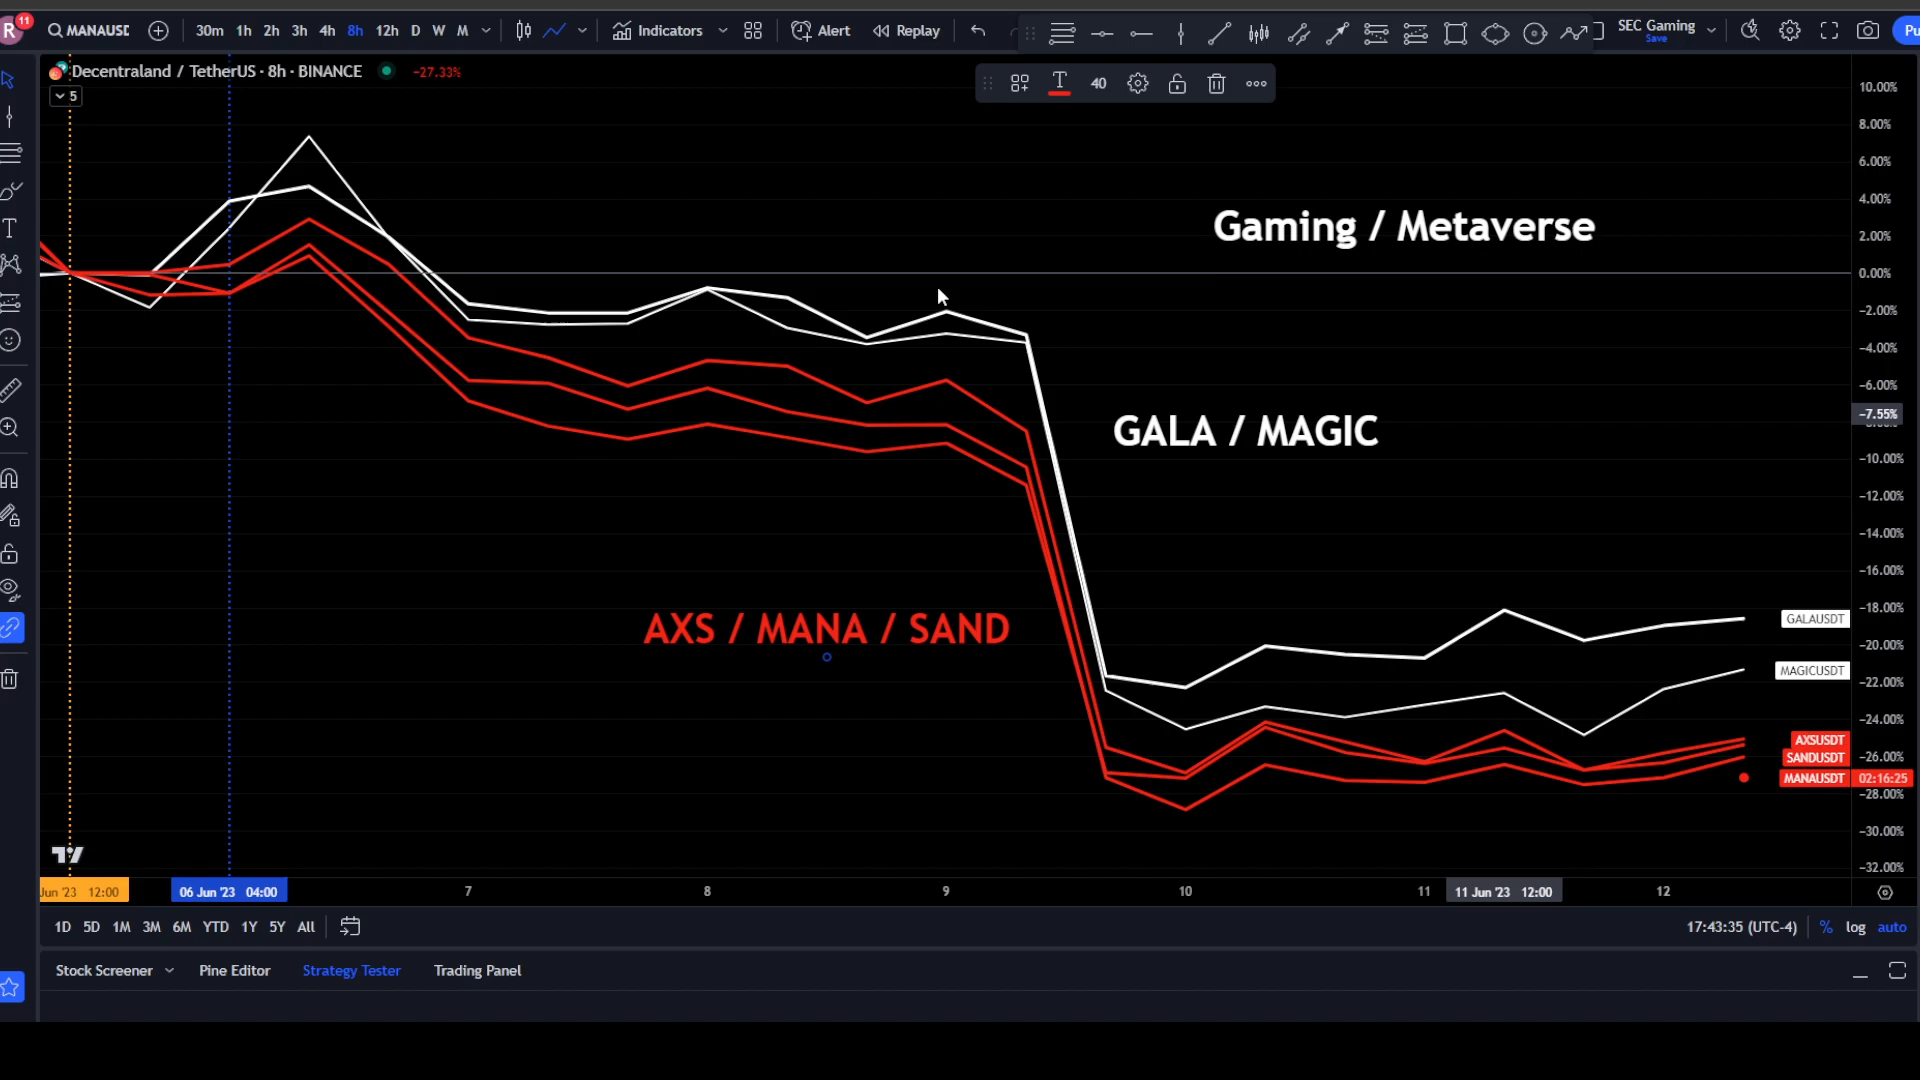 R 11 MANAUSD 30m 1h 2h 3h 4h 8h 12h D W M Indicators Alert Replay SEC Gaming Save Pu
Decentraland / TetherUS · 8h · BINANCE -27.33%
5
T 40
Gaming / Metaverse
GALA / MAGIC
AXS / MANA / SAND
10.00%
8.00%
6.00%
4.00%
2.00%
0.00%
-2.00%
-4.00%
-6.00%
-7.55%
-10.00%
-12.00%
-14.00%
-16.00%
-18.00%
GALAUSDT
-20.00%
MAGICUSDT
-22.00%
-24.00%
AXSUSDT
SANDUSDT -26.00%
MANAUSDT 02:16:25
-28.00%
-30.00%
-32.00%
Jun '23 12:00 06 Jun '23 04:00 7 8 9 10 11 11 Jun '23 12:00 12
1D 5D 1M 3M 6M YTD 1Y 5Y All 17:43:35 (UTC-4) % log auto
Stock Screener Pine Editor Strategy Tester Trading Panel